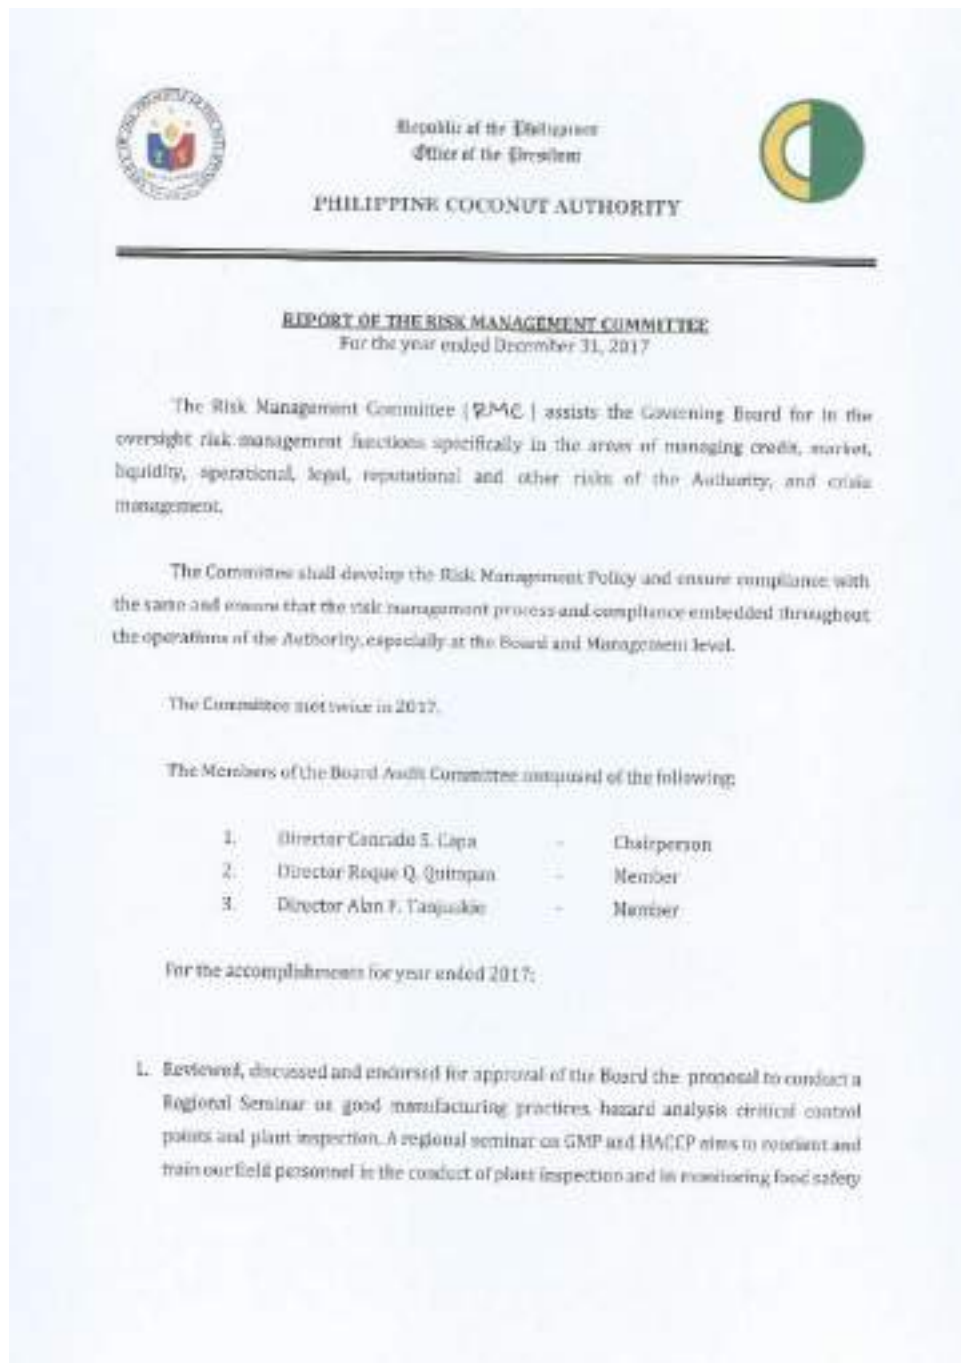 Republic of the Philippines
Office of the President
PHILIPPINE COCONUT AUTHORITY
REPORT OF THE RISK MANAGEMENT COMMITTEE
For the year ended December 31, 2017
The Risk Management Committee (RMC) assists the Governing Board for in the
oversight risk management functions specifically in the areas of managing credit, market,
liquidity, operational, legal, reputational and other risks of the Authority, and crisis
management.
The Committee shall develop the Risk Management Policy and ensure compliance with
the same and ensure that the risk management process and compliance embedded throughout
the operations of the Authority, especially at the Board and Management level.
The Committee met twice in 2017.
The Members of the Board Audit Committee composed of the following:
1. Director Conrado S. - Chairperson
2. Director Roque Q. Quimpan - Member
3. Director Alan - Member
For the accomplishments for year ended 2017:
1. Reviewed, discussed and endorsed for approval of the Board the proposal to conduct a
Regional Seminar on good manufacturing practices hazard analysis control
points and plant inspection. A regional seminar on GMP and HACCP aims to reorient and
train our field personnel in the conduct of plant inspection and in monitoring food safety